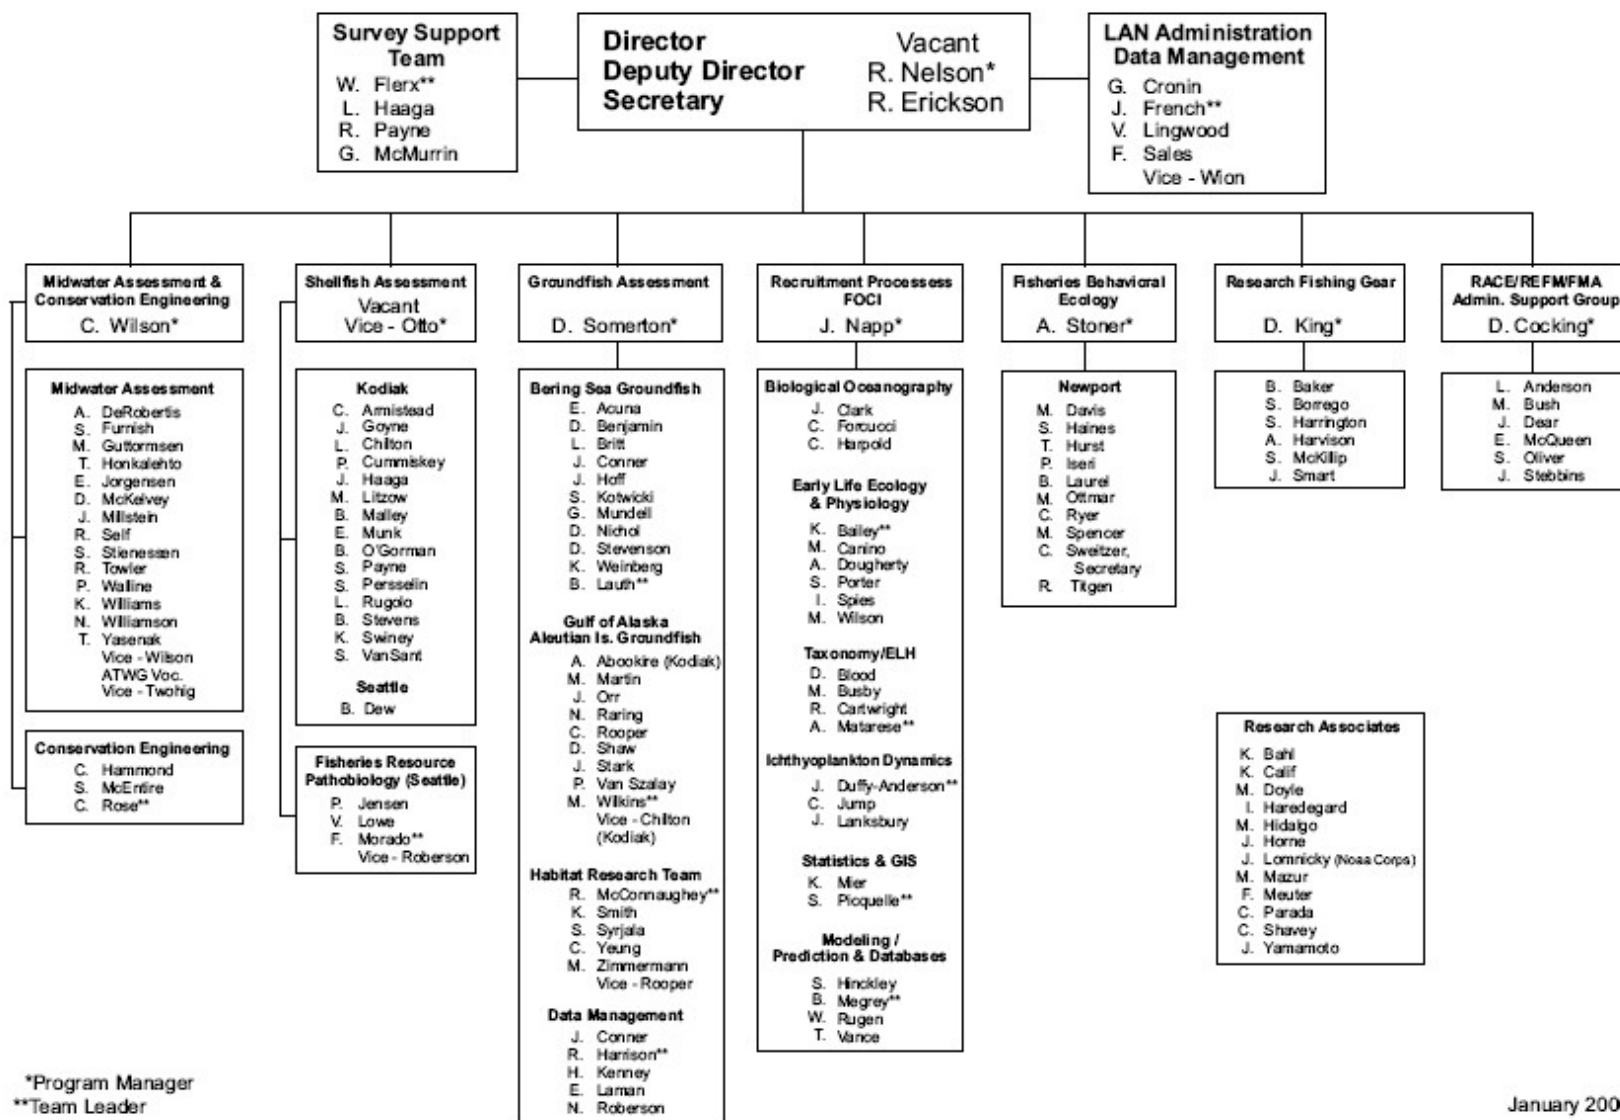 Survey Support
Team
W. Flerx**
L. Haaga
R. Payne
G. McMurrin
Director Vacant
Deputy Director R. Nelson*
Secretary R. Erickson
LAN Administration
Data Management
G. Cronin
J. French**
V. Lingwood
F. Sales
Vice - Wion
Midwater Assessment &
Conservation Engineering
C. Wilson*
Midwater Assessment
A. DeRobertis
S. Furnish
M. Guttormsen
T. Honkalehto
E. Jorgensen
D. McKelvey
J. Millstein
R. Self
S. Stienessen
R. Towler
P. Walline
K. Williams
N. Williamson
T. Yasenak
Vice - Wilson
ATWG Voc.
Vice - Twohig
Conservation Engineering
C. Hammond
S. McEntire
C. Rose**
Shellfish Assessment
Vacant
Vice - Otto*
Kodiak
C. Armistead
J. Goyne
L. Chilton
P. Cummiskey
J. Haaga
M. Litzow
B. Malley
E. Munk
B. O'Gorman
S. Payne
S. Persselin
L. Rugolo
B. Stevens
K. Swiney
S. VanSant
Seattle
B. Dew
Fisheries Resource
Pathobiology (Seattle)
P. Jensen
V. Lowe
F. Morado**
Vice - Roberson
Groundfish Assessment
D. Somerton*
Bering Sea Groundfish
E. Acuna
D. Benjamin
L. Britt
J. Conner
J. Hoff
S. Kotwicki
G. Mundell
D. Nichol
D. Stevenson
K. Weinberg
B. Lauth**
Gulf of Alaska
Aleutian Is. Groundfish
A. Abookire (Kodiak)
M. Martin
J. Orr
N. Raring
C. Rooper
D. Shaw
J. Stark
P. Van Szalay
M. Wilkins**
Vice - Chilton
(Kodiak)
Habitat Research Team
R. McConnaughey**
K. Smith
S. Syrjala
C. Yeung
M. Zimmermann
Vice - Rooper
Data Management
J. Conner
R. Harrison**
H. Kenney
E. Laman
N. Roberson
Recruitment Processess
FOCI
J. Napp*
Biological Oceanography
J. Clark
C. Forcucci
C. Harpold
Early Life Ecology
& Physiology
K. Bailey**
M. Canino
A. Dougherty
S. Porter
I. Spies
M. Wilson
Taxonomy/ELH
D. Blood
M. Busby
R. Cartwright
A. Matarese**
Ichthyoplankton Dynamics
J. Duffy-Anderson**
C. Jump
J. Lanksbury
Statistics & GIS
K. Mier
S. Picquelle**
Modeling /
Prediction & Databases
S. Hinckley
B. Megrey**
W. Rugen
T. Vance
Fisheries Behavioral
Ecology
A. Stoner*
Newport
M. Davis
S. Haines
T. Hurst
P. Iseri
B. Laurel
M. Ottmar
C. Ryer
M. Spencer
C. Sweitzer,
Secretary
R. Titgen
Research Fishing Gear
D. King*
B. Baker
S. Borrego
S. Harrington
A. Harvison
S. McKillip
J. Smart
RACE/REFM/FMA
Admin. Support Group
D. Cocking*
L. Anderson
M. Bush
J. Dear
E. McQueen
S. Oliver
J. Stebbins
Research Associates
K. Bahl
K. Calif
M. Doyle
I. Haredegard
M. Hidalgo
J. Horne
J. Lomnicky (Noaa Corps)
M. Mazur
F. Meuter
C. Parada
C. Shavey
J. Yamamoto
*Program Manager
**Team Leader
January 200